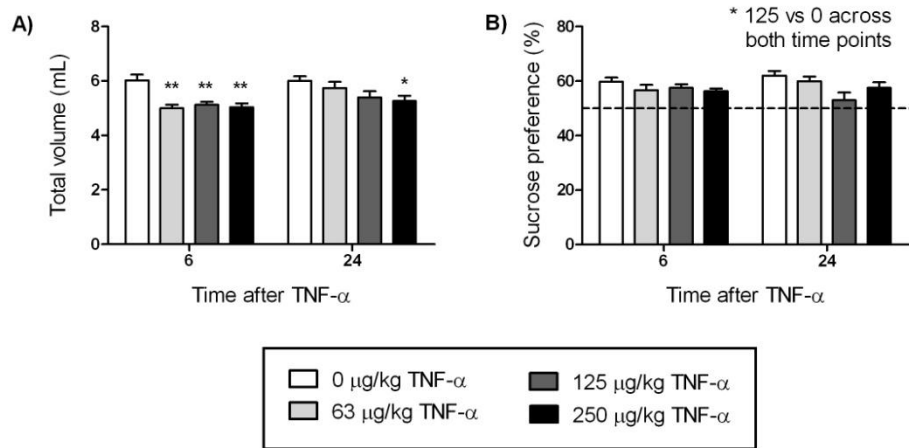 A)
Total volume (mL)
8
6
4
2
0
** ** ** *
6 24
Time after TNF-α
B)
* 125 vs 0 across
both time points
Sucrose preference (%)
80
60
40
20
0
6 24
Time after TNF-α
0 μg/kg TNF-α
63 μg/kg TNF-α
125 μg/kg TNF-α
250 μg/kg TNF-α